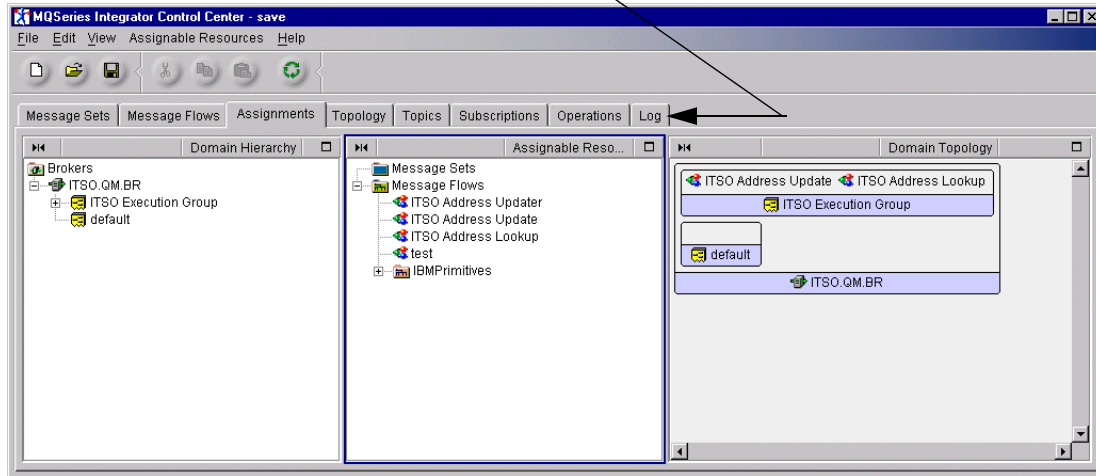 MQSeries Integrator Control Center - save
File Edit View Assignable Resources Help
Message Sets Message Flows Assignments Topology Topics Subscriptions Operations Log
Domain Hierarchy
Brokers
ITSO.QM.BR
ITSO Execution Group
default
Assignable Reso...
Message Sets
Message Flows
ITSO Address Updater
ITSO Address Update
ITSO Address Lookup
test
IBMPrimitives
Domain Topology
ITSO Address Update ITSO Address Lookup
ITSO Execution Group
default
ITSO.QM.BR